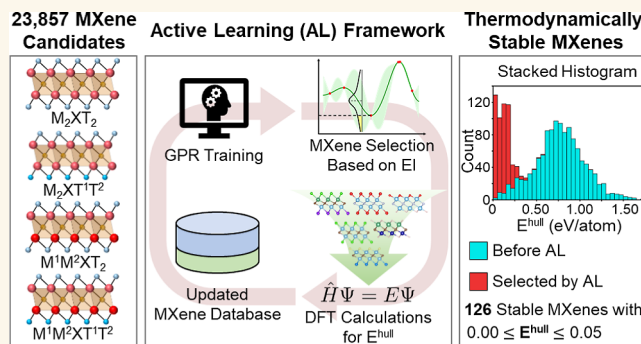 23,857 MXene
Candidates
M₂XT₂
M₂XT¹T²
M¹M²XT₂
M¹M²XT¹T²
Active Learning (AL) Framework
GPR Training
MXene Selection
Based on EI
Updated
MXene Database
ĤΨ = EΨ
DFT Calculations
for Eʰᵘˡˡ
Thermodynamically
Stable MXenes
Stacked Histogram
Count
120
80
40
0
0 0.50 1.00 1.50
Eʰᵘˡˡ (eV/atom)
Before AL
Selected by AL
126 Stable MXenes with
0.00 ≤ Eʰᵘˡˡ ≤ 0.05